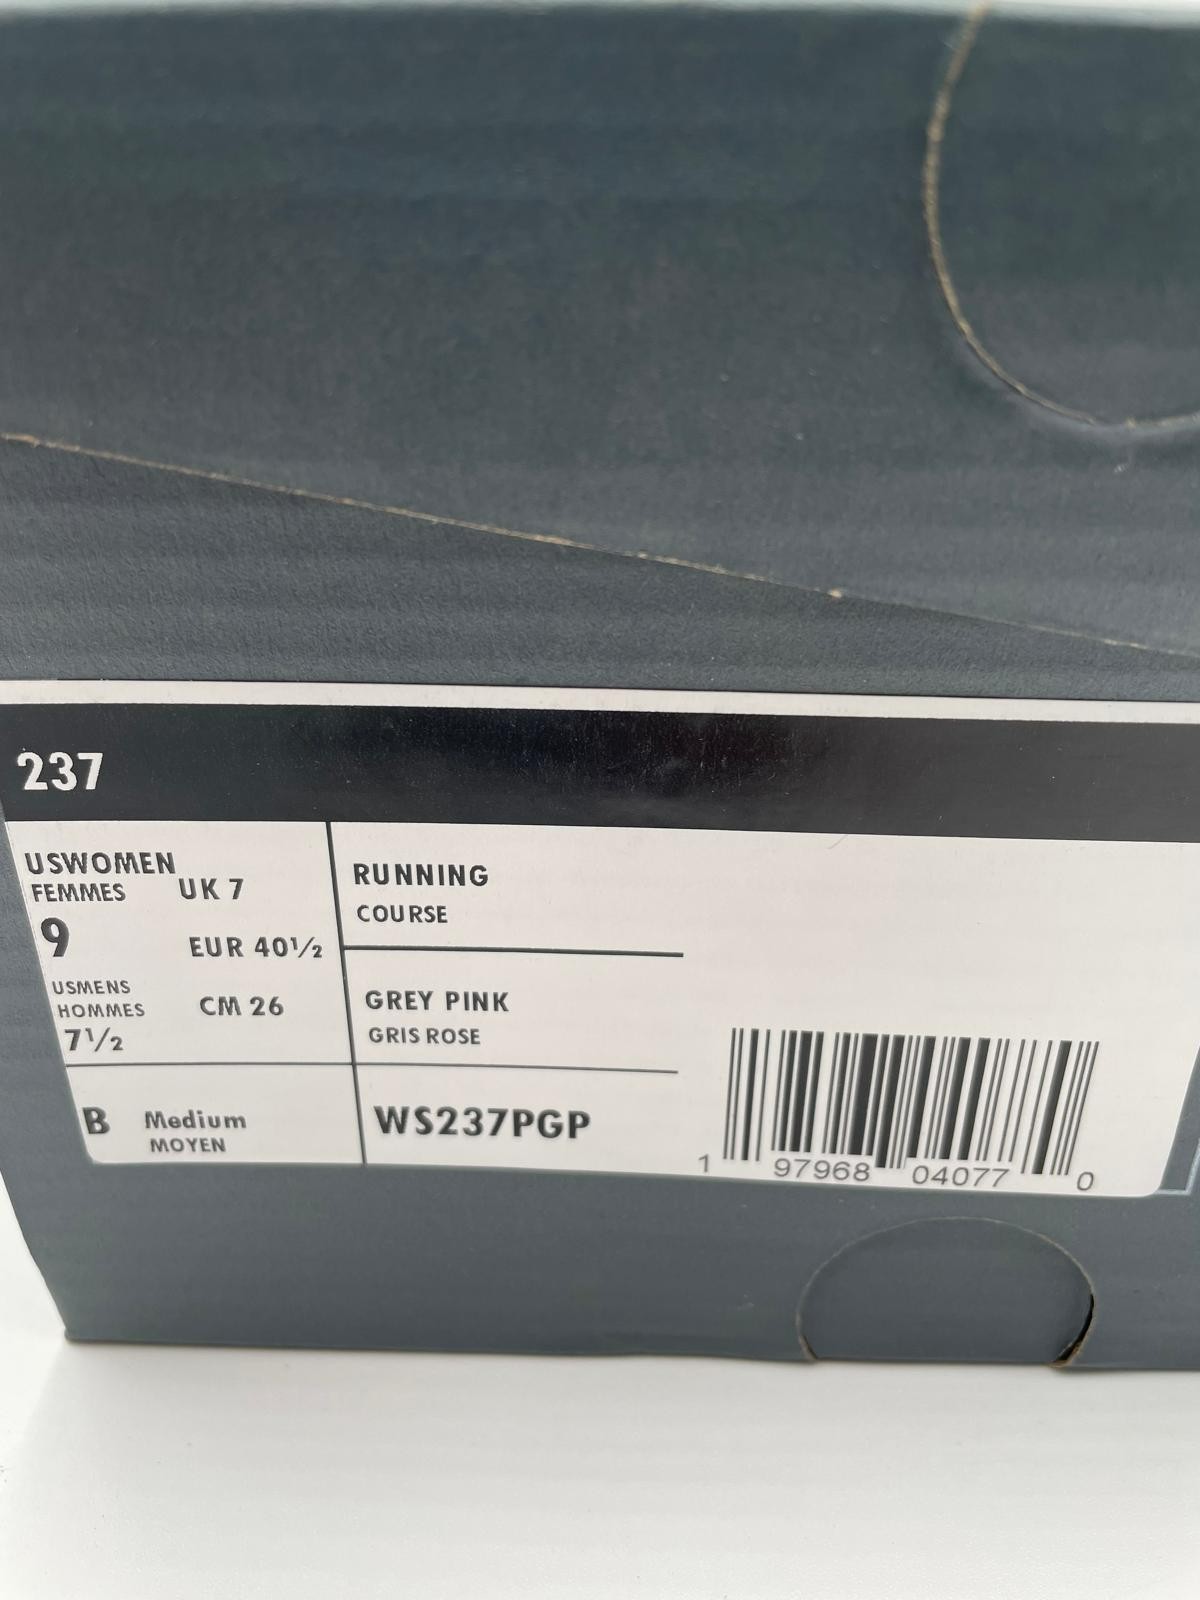 237
USWOMEN
FEMMES
9
UK 7
EUR 40½
USMENS
HOMMES
7½
CM 26
B Medium
MOYEN
RUNNING
COURSE
GREY PINK
GRIS ROSE
WS237PGP
1 97968 04077 0